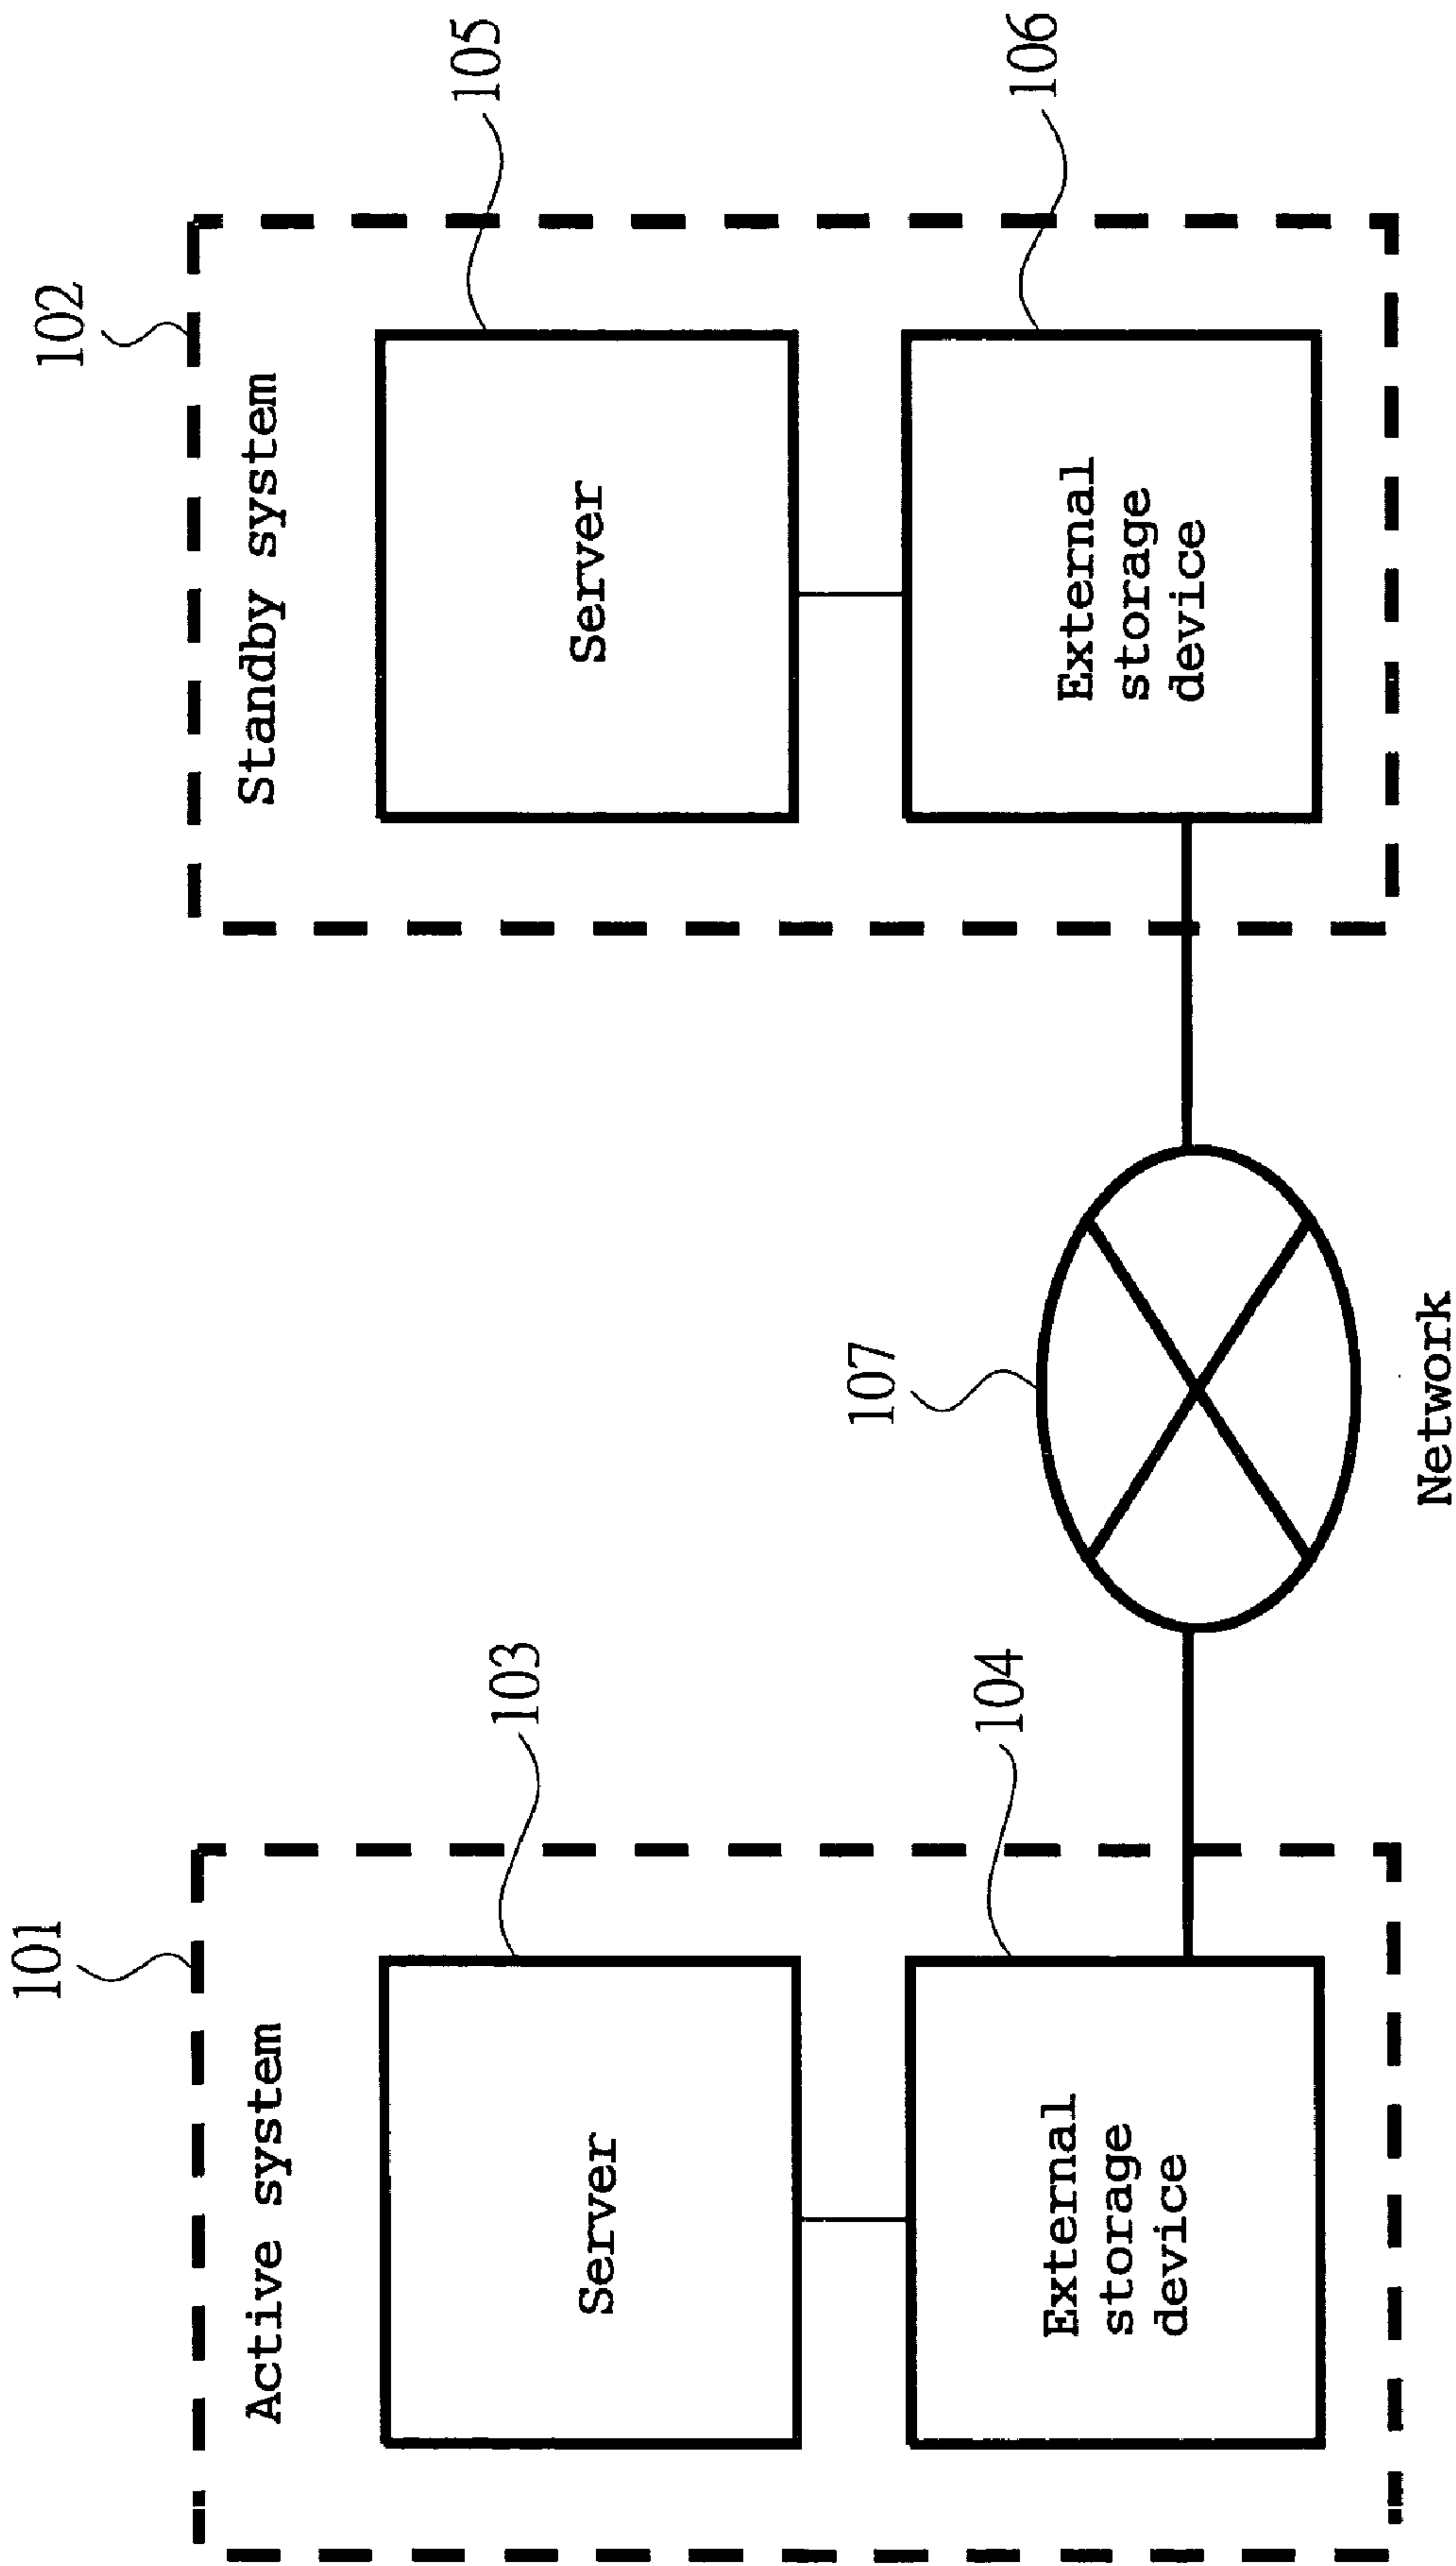 101
Active system
103
Server
104
External
storage
device
107
Network
102
Standby system
105
Server
106
External
storage
device